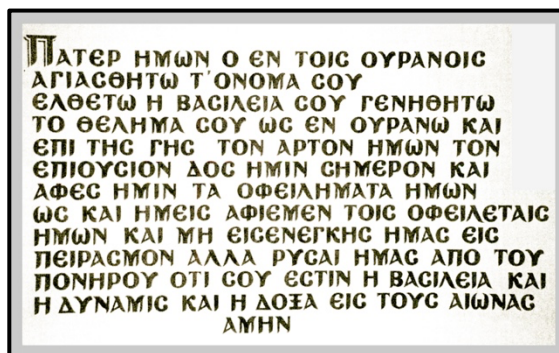 ΠΑΤΕΡ ΗΜΩΝ Ο ΕΝ ΤΟΙϹ ΟΥΡΑΝΟΙϹ
ΑΓΙΑϹΘΗΤΩ Τ'ΟΝΟΜΑ ϹΟΥ
ΕΛΘΕΤΩ Η ΒΑϹΙΛΕΙΑ ϹΟΥ ΓΕΝΗΘΗΤΩ
ΤΟ ΘΕΛΗΜΑ ϹΟΥ ΩϹ ΕΝ ΟΥΡΑΝΩ ΚΑΙ
ΕΠΙ ΤΗϹ ΓΗϹ ΤΟΝ ΑΡΤΟΝ ΗΜΩΝ ΤΟΝ
ΕΠΙΟΥϹΙΟΝ ΔΟϹ ΗΜΙΝ ϹΗΜΕΡΟΝ ΚΑΙ
ΑΦΕϹ ΗΜΙΝ ΤΑ ΟΦΕΙΛΗΜΑΤΑ ΗΜΩΝ
ΩϹ ΚΑΙ ΗΜΕΙϹ ΑΦΙΕΜΕΝ ΤΟΙϹ ΟΦΕΙΛΕΤΑΙϹ
ΗΜΩΝ ΚΑΙ ΜΗ ΕΙϹΕΝΕΓΚΗϹ ΗΜΑϹ ΕΙϹ
ΠΕΙΡΑϹΜΟΝ ΑΛΛΑ ΡΥϹΑΙ ΗΜΑϹ ΑΠΟ ΤΟΥ
ΠΟΝΗΡΟΥ ΟΤΙ ϹΟΥ ΕϹΤΙΝ Η ΒΑϹΙΛΕΙΑ ΚΑΙ
Η ΔΥΝΑΜΙϹ ΚΑΙ Η ΔΟΞΑ ΕΙϹ ΤΟΥϹ ΑΙΩΝΑϹ
ΑΜΗΝ